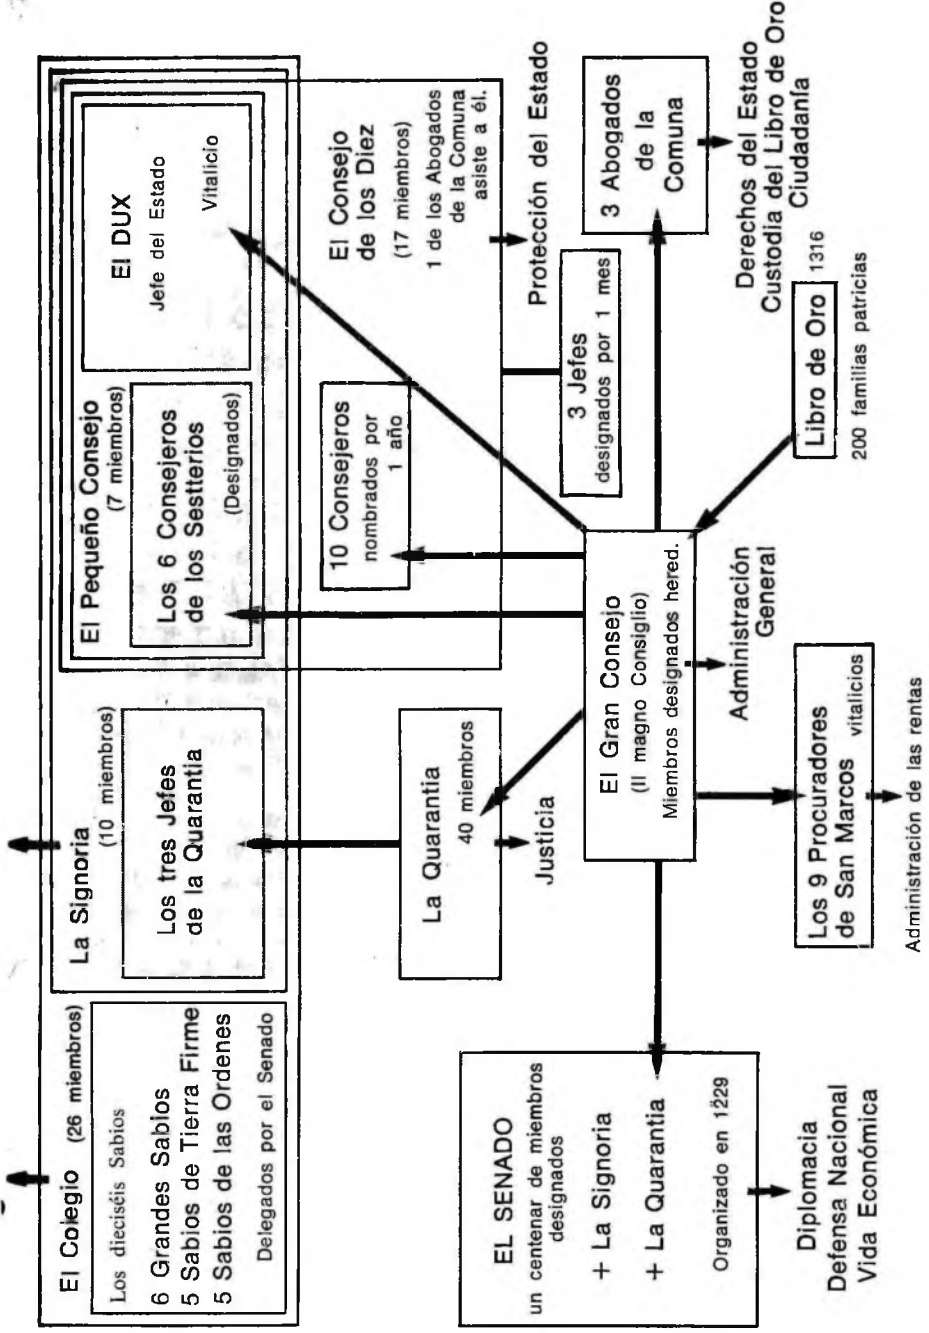 El Colegio (26 miembros)
Los dieciséis Sabios
6 Grandes Sabios
5 Sabios de Tierra Firme
5 Sabios de las Ordenes
Delegados por el Senado
La Signoria
(10 miembros)
Los tres Jefes
de la Quarantia
El Pequeño Consejo
(7 miembros)
Los 6 Consejeros
de los Sestterios
(Designados)
El DUX
Jefe del Estado
Vitalicio
El Consejo
de los Diez
(17 miembros)
1 de los Abogados
de la Comuna
asiste a él.
Protección del Estado
10 Consejeros
nombrados por
1 año
3 Jefes
designados por 1 mes
La Quarantia
40 miembros
Justicia
3 Abogados
de la
Comuna
Derechos del Estado
Custodia del Libro de Oro
Ciudadanía
EL SENADO
un centenar de miembros
designados
+ La Signoria
+ La Quarantia
Organizado en 1229
Diplomacia
Defensa Nacional
Vida Económica
El Gran Consejo
(Il magno Consiglio)
Miembros designados hered.
Administración
General
Libro de Oro 1316
200 familias patricias
Los 9 Procuradores
de San Marcos vitalicios
Administración de las rentas